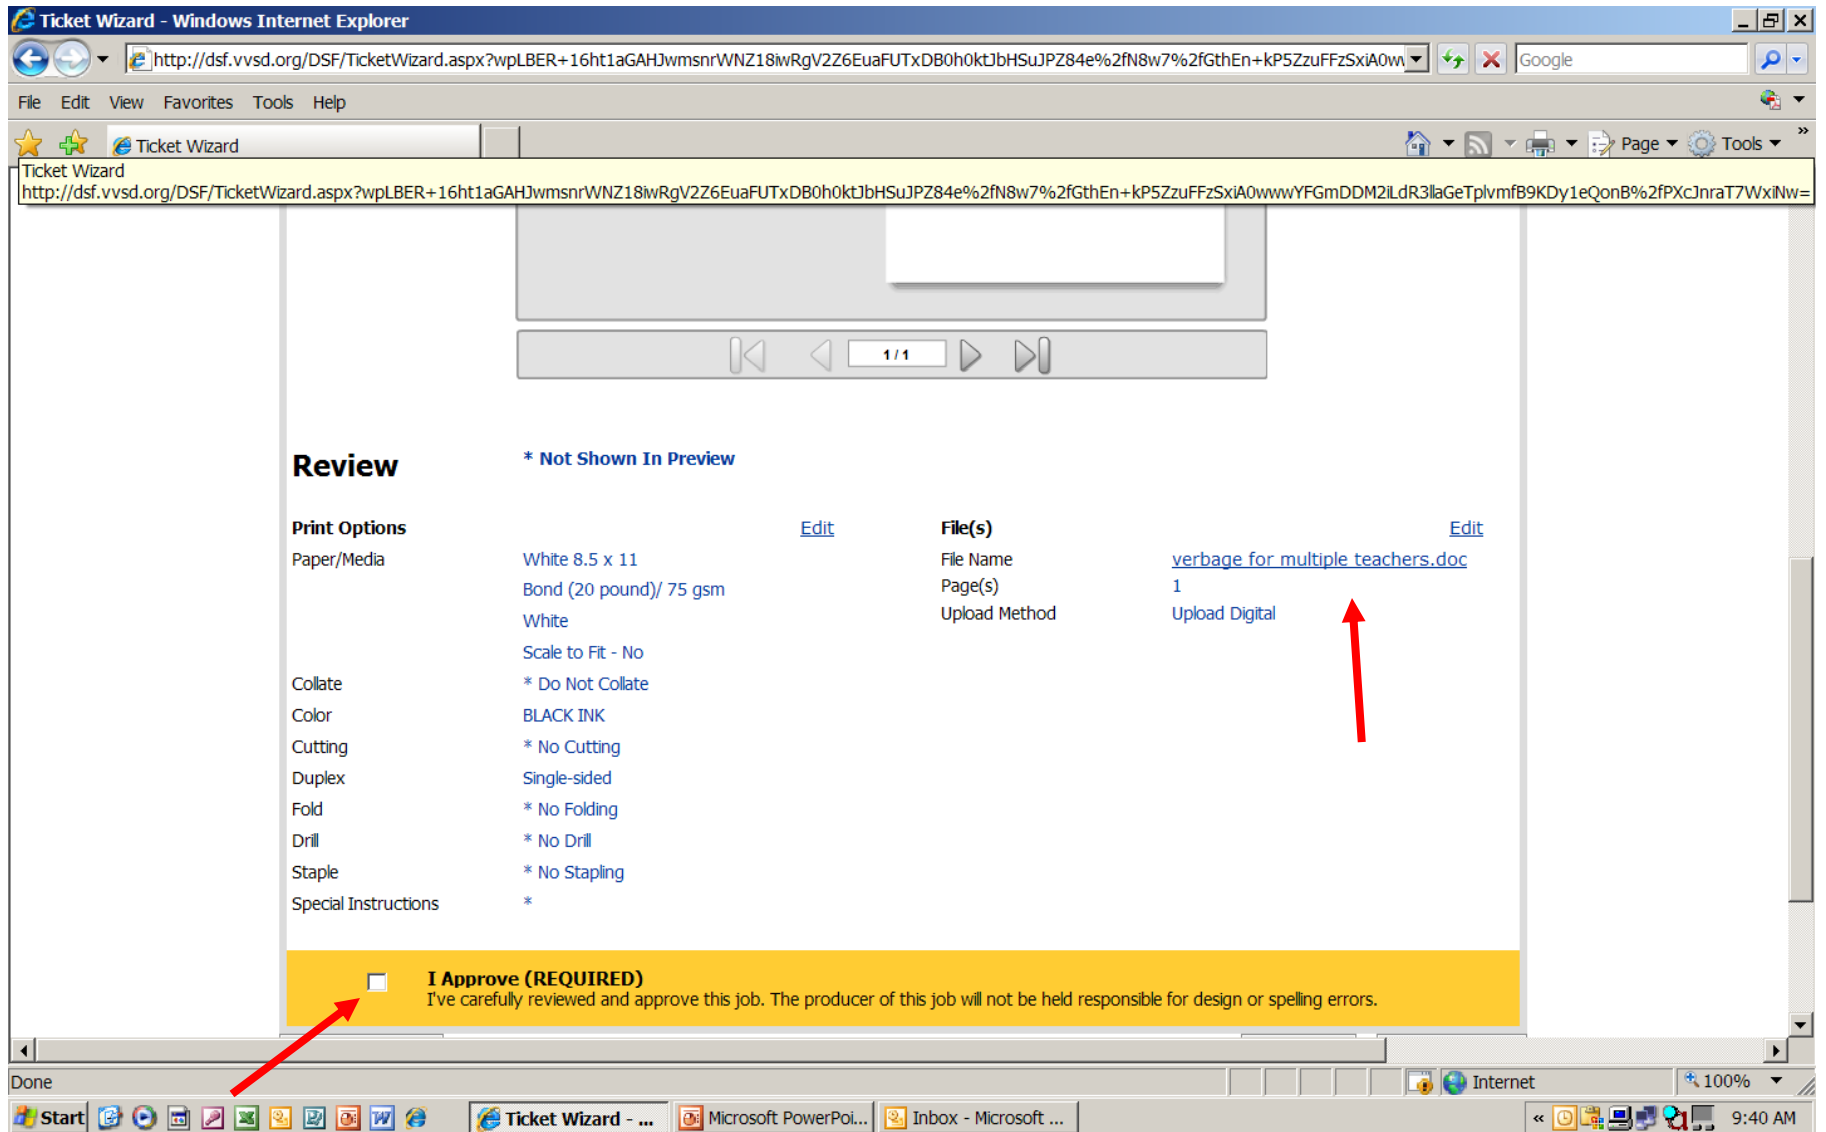 Ticket Wizard - Windows Internet Explorer
http://dsf.vvsd.org/DSF/TicketWizard.aspx?wpLBER+16ht1aGAHJwmsnrWNZ18iwRgV2Z6EuaFUTxDB0h0ktJbHSuJPZ84e%2fN8w7%2fGthEn+kP5ZzuFFzSxiA0w
Google
File Edit View Favorites Tools Help
Ticket Wizard
Page Tools
Ticket Wizard
http://dsf.vvsd.org/DSF/TicketWizard.aspx?wpLBER+16ht1aGAHJwmsnrWNZ18iwRgV2Z6EuaFUTxDB0h0ktJbHSuJPZ84e%2fN8w7%2fGthEn+kP5ZzuFFzSxiA0wwwYFGmDDM2iLdR3llaGeTplvmfB9KDy1eQonB%2fPXcJnraT7WxiNw=
1 / 1
Review * Not Shown In Preview
Print Options Edit File(s) Edit
Paper/Media White 8.5 x 11 File Name verbage for multiple teachers.doc
Bond (20 pound)/ 75 gsm Page(s) 1
White Upload Method Upload Digital
Scale to Fit - No
Collate * Do Not Collate
Color BLACK INK
Cutting * No Cutting
Duplex Single-sided
Fold * No Folding
Drill * No Drill
Staple * No Stapling
Special Instructions *
I Approve (REQUIRED)
I've carefully reviewed and approve this job. The producer of this job will not be held responsible for design or spelling errors.
Done Internet 100%
Start Ticket Wizard - ... Microsoft PowerPoi... Inbox - Microsoft ... « 9:40 AM